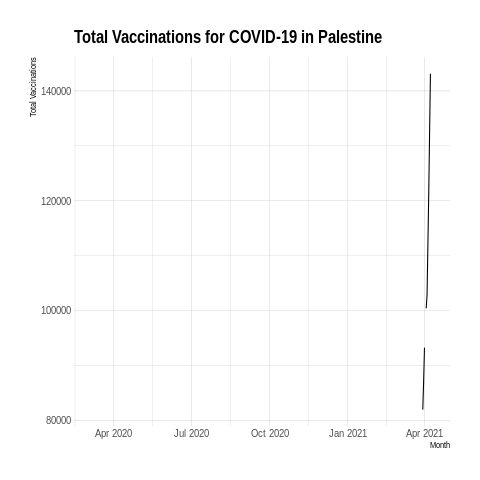 Total Vaccinations for COVID-19 in Palestine
Total Vaccinations
140000
120000
100000
80000
Apr 2020 Jul 2020 Oct 2020 Jan 2021 Apr 2021
Month